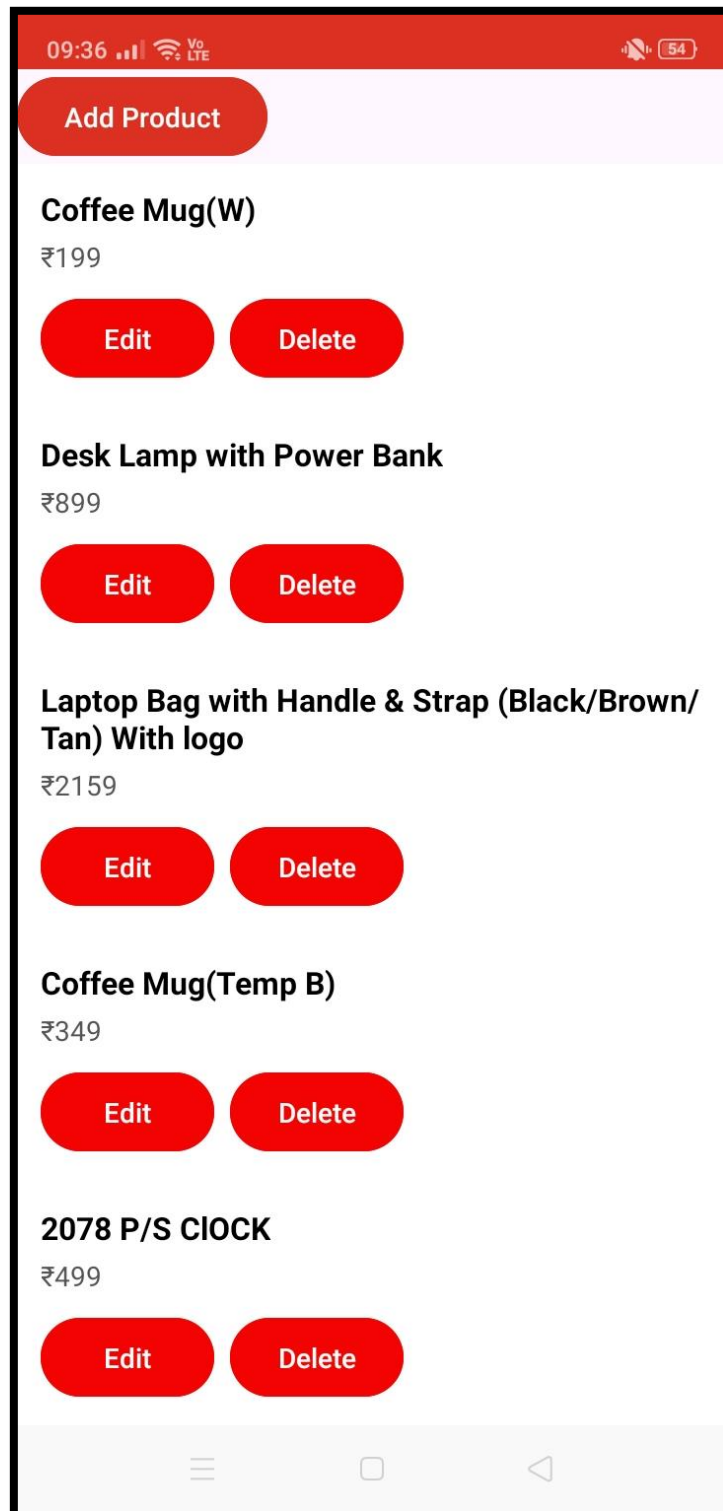 09:36 Vo LTE 54
Add Product
Coffee Mug(W)
₹199
Edit Delete
Desk Lamp with Power Bank
₹899
Edit Delete
Laptop Bag with Handle & Strap (Black/Brown/
Tan) With logo
₹2159
Edit Delete
Coffee Mug(Temp B)
₹349
Edit Delete
2078 P/S ClOCK
₹499
Edit Delete